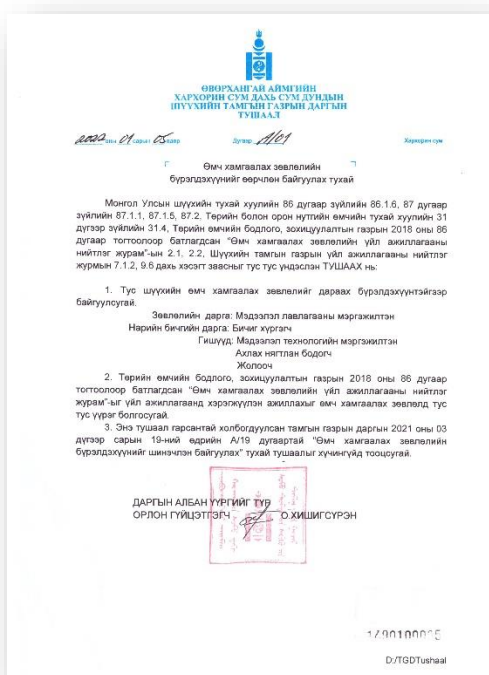 ӨВӨРХАНГАЙ АЙМГИЙН
ХАРХОРИН СУМ ДАХЬ СУМ ДУНДЫН
ШҮҮХИЙН ТАМГЫН ГАЗРЫН ДАРГЫН
ТУШААЛ
2022 оны 01 сарын 05 өдөр Дугаар А/01 Хархорин сум
Өмч хамгаалах зөвлөлийн
бүрэлдэхүүнийг өөрчлөн байгуулах тухай
Монгол Улсын шүүхийн тухай хуулийн 86 дугаар зүйлийн 86.1.6, 87 дугаар
зүйлийн 87.1.1, 87.1.5, 87.2, Төрийн болон орон нутгийн өмчийн тухай хуулийн 31
дүгээр зүйлийн 31.4, Төрийн өмчийн бодлого, зохицуулалтын газрын 2018 оны 86
дугаар тогтоолоор батлагдсан "Өмч хамгаалах зөвлөлийн үйл ажиллагааны
нийтлэг журам"-ын 2.1, 2.2, Шүүхийн тамгын газрын үйл ажиллагааны нийтлэг
журмын 7.1.2, 9.6 дахь хэсэгт заасныг тус тус үндэслэн ТУШААХ нь:
1. Тус шүүхийн өмч хамгаалах зөвлөлийг дараах бүрэлдэхүүнтэйгээр
байгуулсугай.
Зөвлөлийн дарга: Мэдээлэл лавлагааны мэргэжилтэн
Нарийн бичгийн дарга: Бичиг хүргэгч
Гишүүд: Мэдээлэл технологийн мэргэжилтэн
Ахлах нягтлан бодогч
Жолооч
2. Төрийн өмчийн бодлого, зохицуулалтын газрын 2018 оны 86 дугаар
тогтоолоор батлагдсан "Өмч хамгаалах зөвлөлийн үйл ажиллагааны нийтлэг
журам"-ыг үйл ажиллагаанд хэрэгжүүлэн ажиллахыг өмч хамгаалах зөвлөлд тус
тус үүрэг болгосугай.
3. Энэ тушаал гарсантай холбогдуулсан тамгын газрын даргын 2021 оны 03
дугээр сарын 19-ний өдрийн А/19 дугаартай "Өмч хамгаалах зөвлөлийн
бүрэлдэхүүнийг шинэчлэн байгуулах" тухай тушаалыг хүчингүйд тооцсугай.
ДАРГЫН АЛБАН ҮҮРГИЙГ ТҮР
ОРЛОН ГҮЙЦЭТГЭГЧ О.ХИШИГСҮРЭН
D:/TGDTushaal